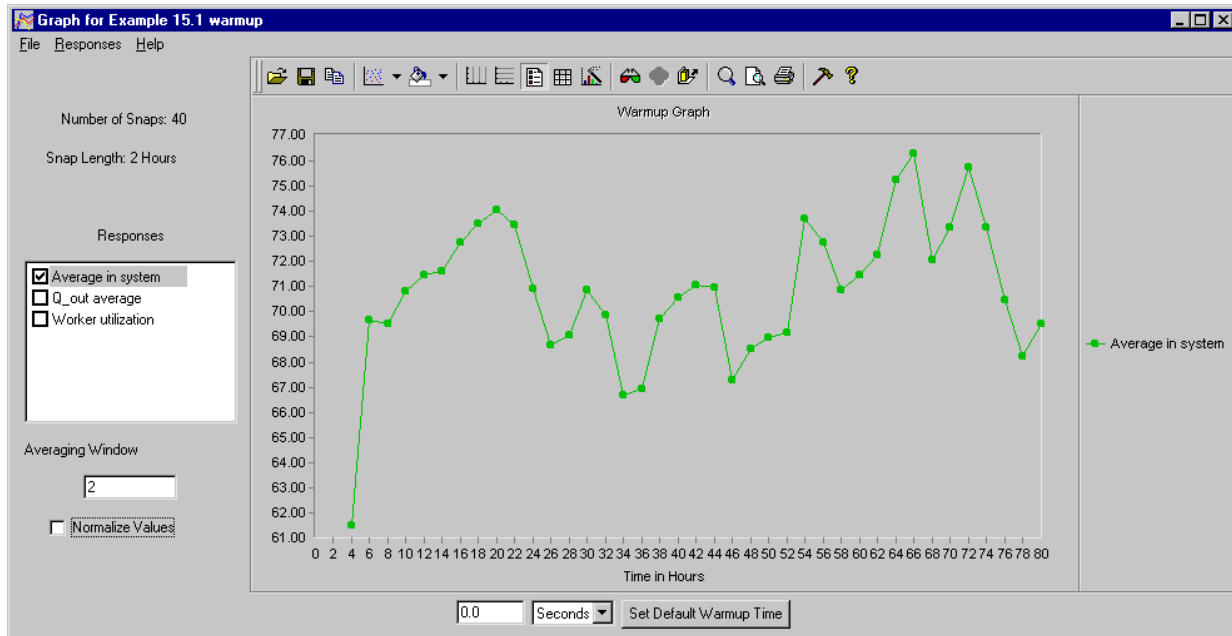 Graph for Example 15.1 warmup
File Responses Help
Number of Snaps: 40
Snap Length: 2 Hours
Responses
Average in system
Q_out average
Worker utilization
Averaging Window
2
Normalize Values
Warmup Graph
77.00
76.00
75.00
74.00
73.00
72.00
71.00
70.00
69.00
68.00
67.00
66.00
65.00
64.00
63.00
62.00
61.00
0 2 4 6 8 10 12 14 16 18 20 22 24 26 28 30 32 34 36 38 40 42 44 46 48 50 52 54 56 58 60 62 64 66 68 70 72 74 76 78 80
Time in Hours
Average in system
0.0 Seconds Set Default Warmup Time